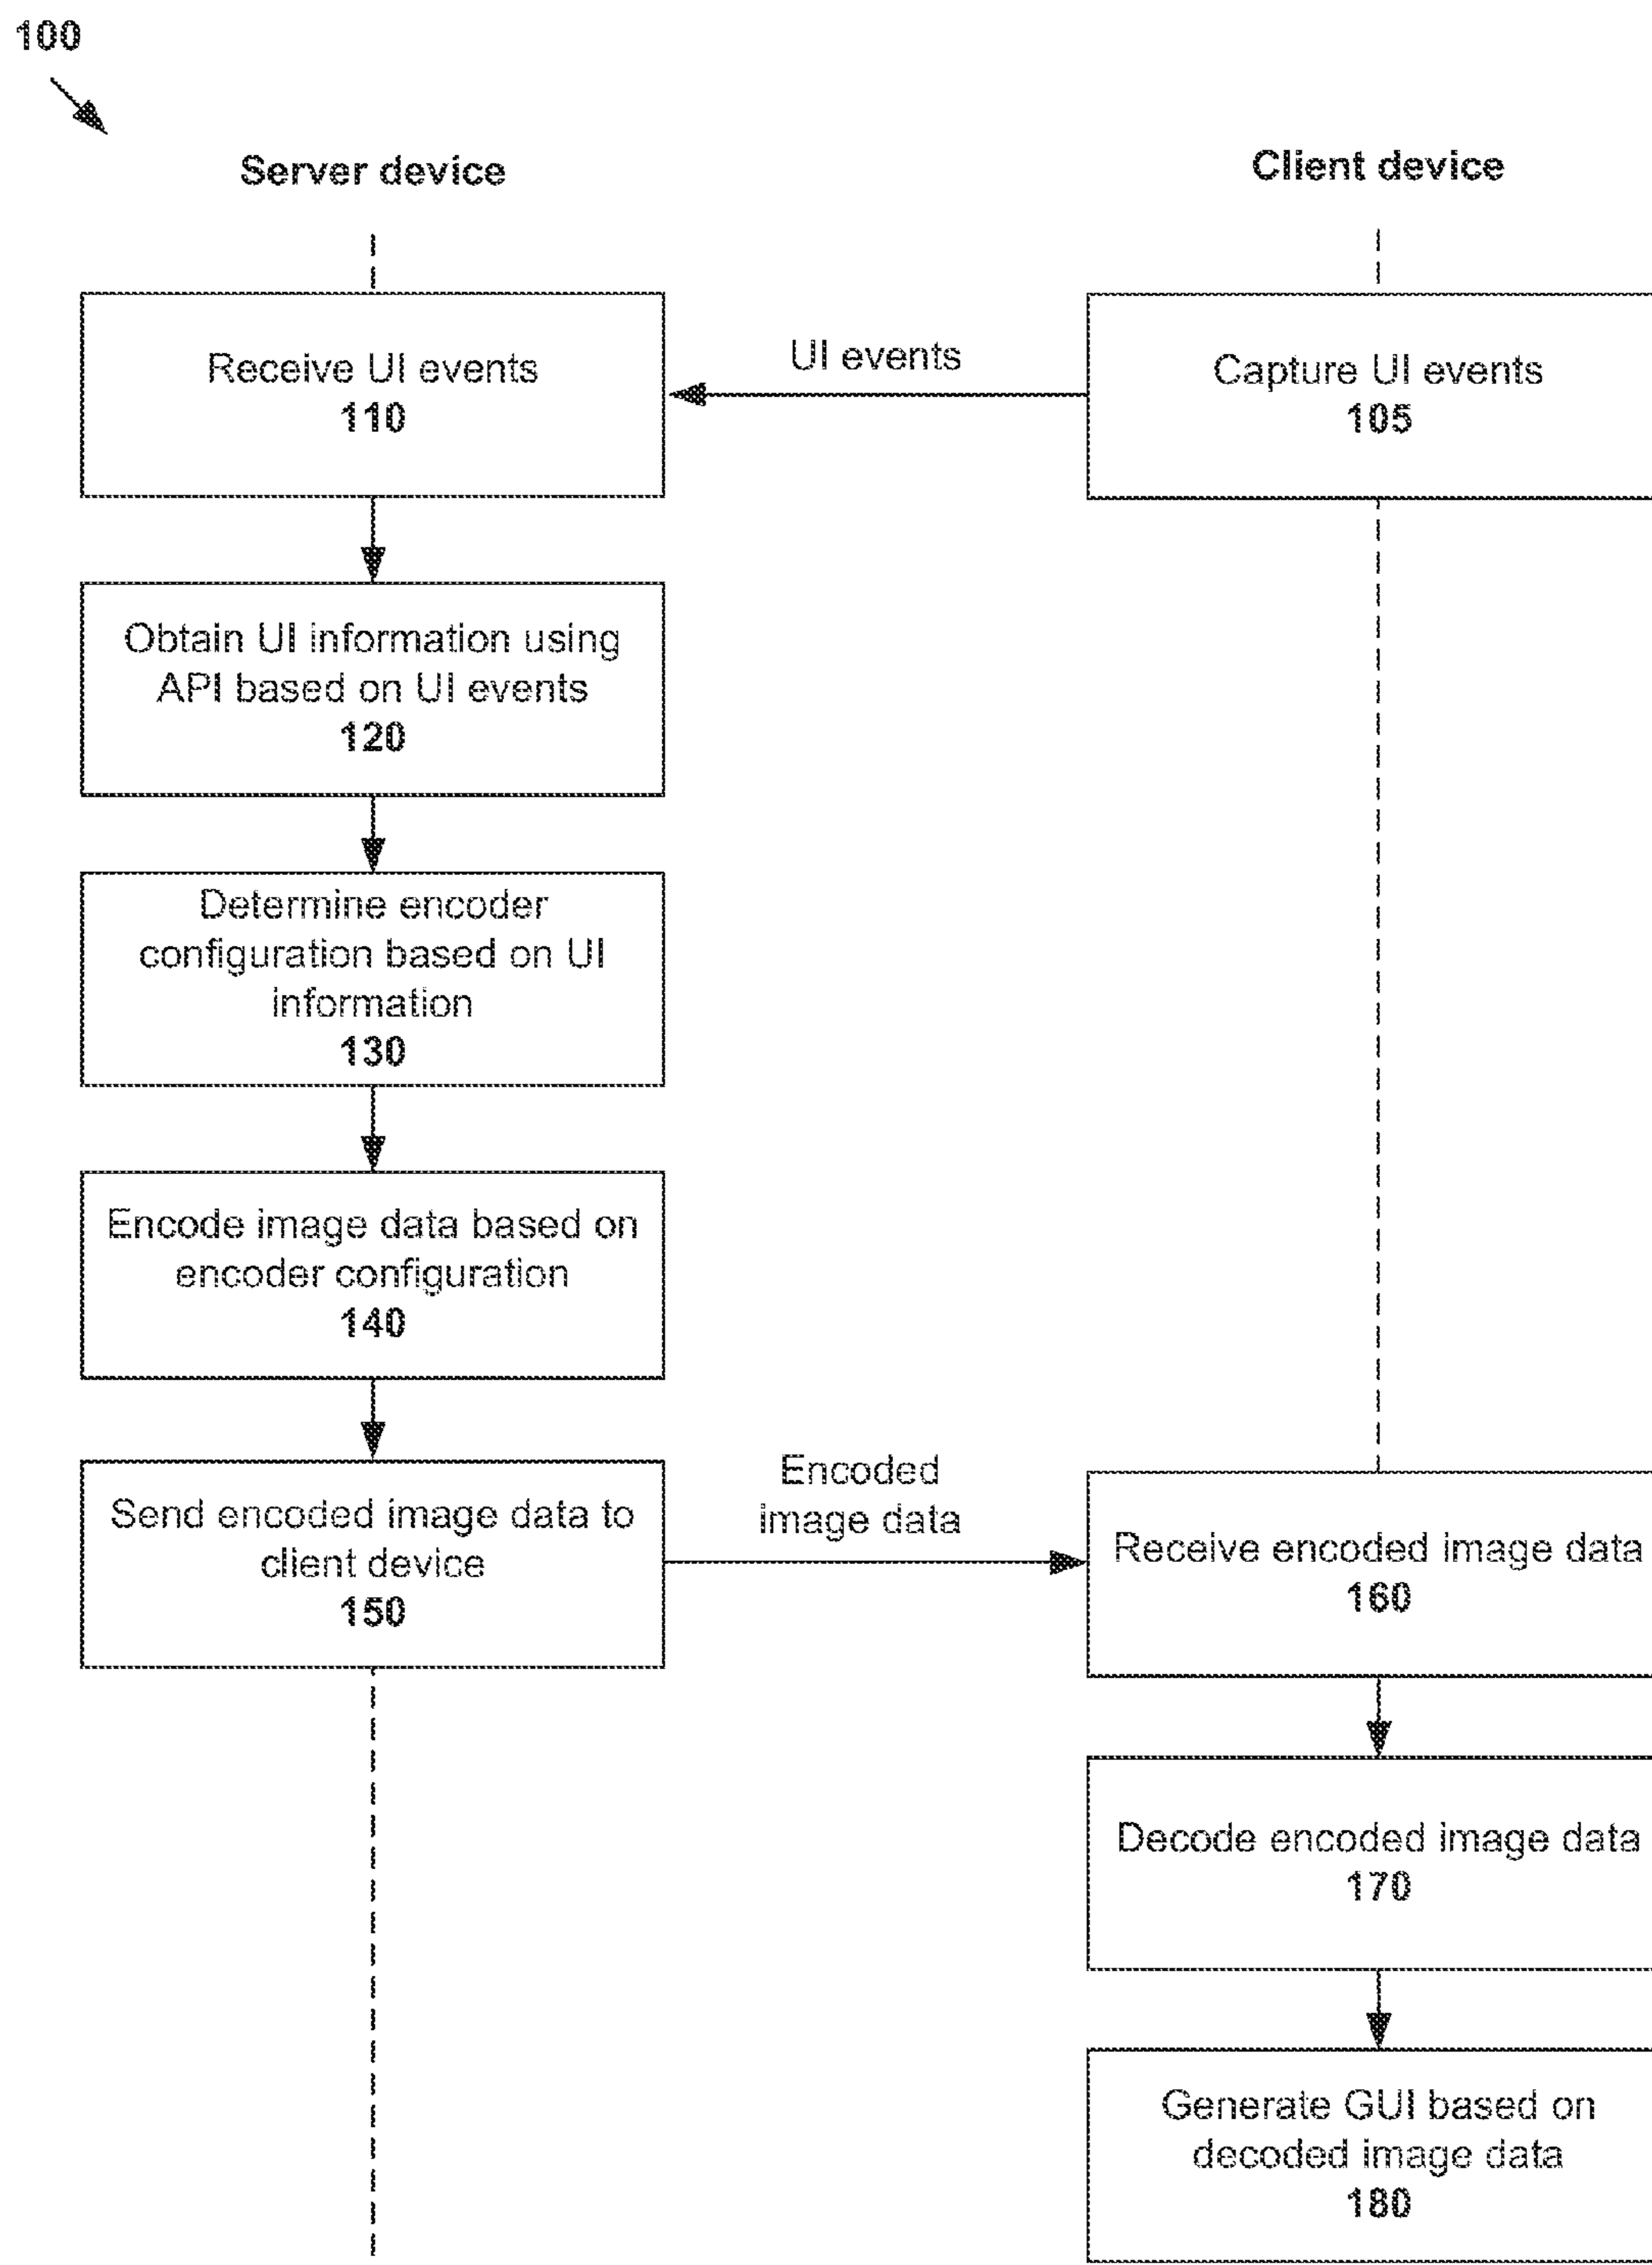 100
Server device
Client device
Receive UI events
110
UI events
Capture UI events
105
Obtain UI information using
API based on UI events
120
Determine encoder
configuration based on UI
information
130
Encode image data based on
encoder configuration
140
Send encoded image data to
client device
150
Encoded
image data
Receive encoded image data
160
Decode encoded image data
170
Generate GUI based on
decoded image data
180